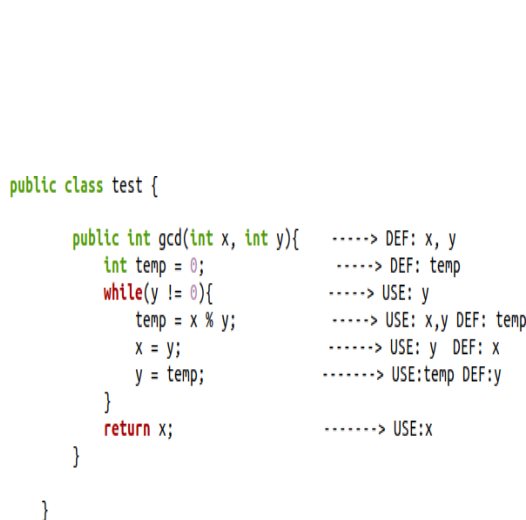 public class test {
public int gcd(int x, int y){ -----> DEF: x, y
int temp = 0; -----> DEF: temp
while(y != 0){ -----> USE: y
temp = x % y; -----> USE: x,y DEF: temp
x = y; ------> USE: y DEF: x
y = temp; -------> USE:temp DEF:y
}
return x; -------> USE:x
}
}